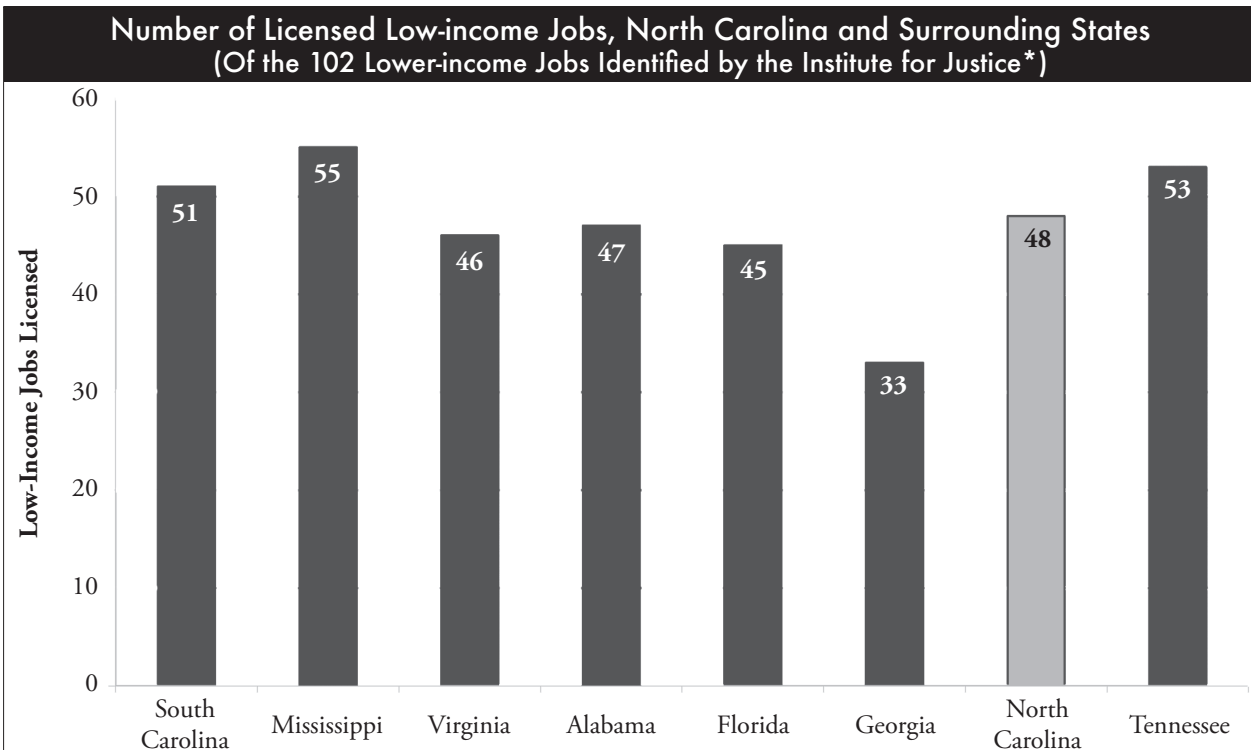 Number of Licensed Low-income Jobs, North Carolina and Surrounding States
(Of the 102 Lower-income Jobs Identified by the Institute for Justice*)
Low-Income Jobs Licensed
60
50
40
30
20
10
0
51
55
46
47
45
33
48
53
South
Carolina
Mississippi
Virginia
Alabama
Florida
Georgia
North
Carolina
Tennessee